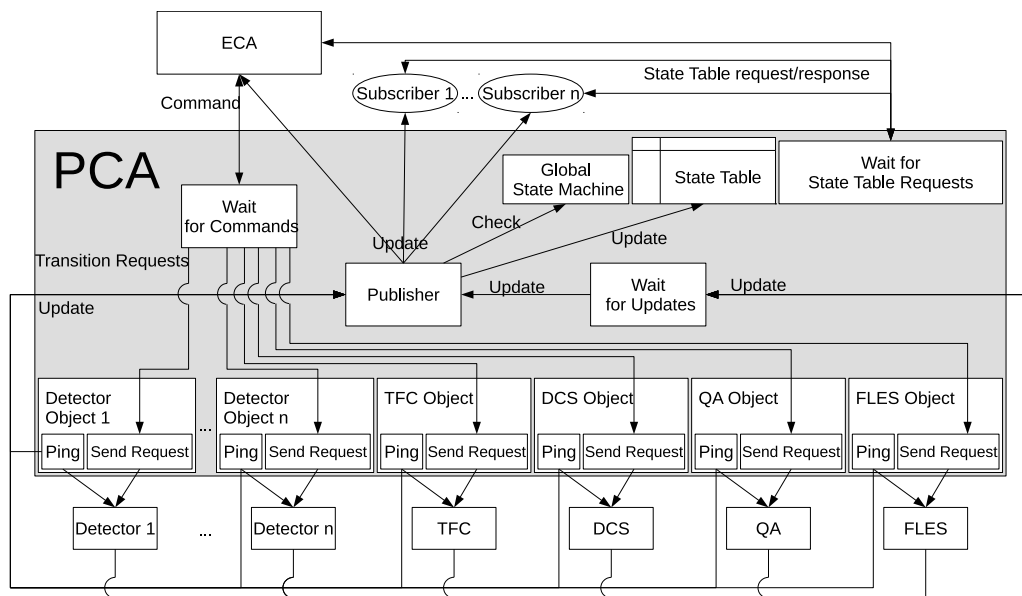 ECA
State Table request/response
Subscriber 1 ... Subscriber n
Command
PCA
Wait
for Commands
Global
State Machine
State Table
Wait for
State Table Requests
Check
Update
Update
Transition Requests
Update
Publisher
Update
Wait
for Updates
Update
Detector
Object 1
...
Detector
Object n
TFC Object
DCS Object
QA Object
FLES Object
Ping Send Request
Ping Send Request
Ping Send Request
Ping Send Request
Ping Send Request
Ping Send Request
Detector 1
...
Detector n
TFC
DCS
QA
FLES